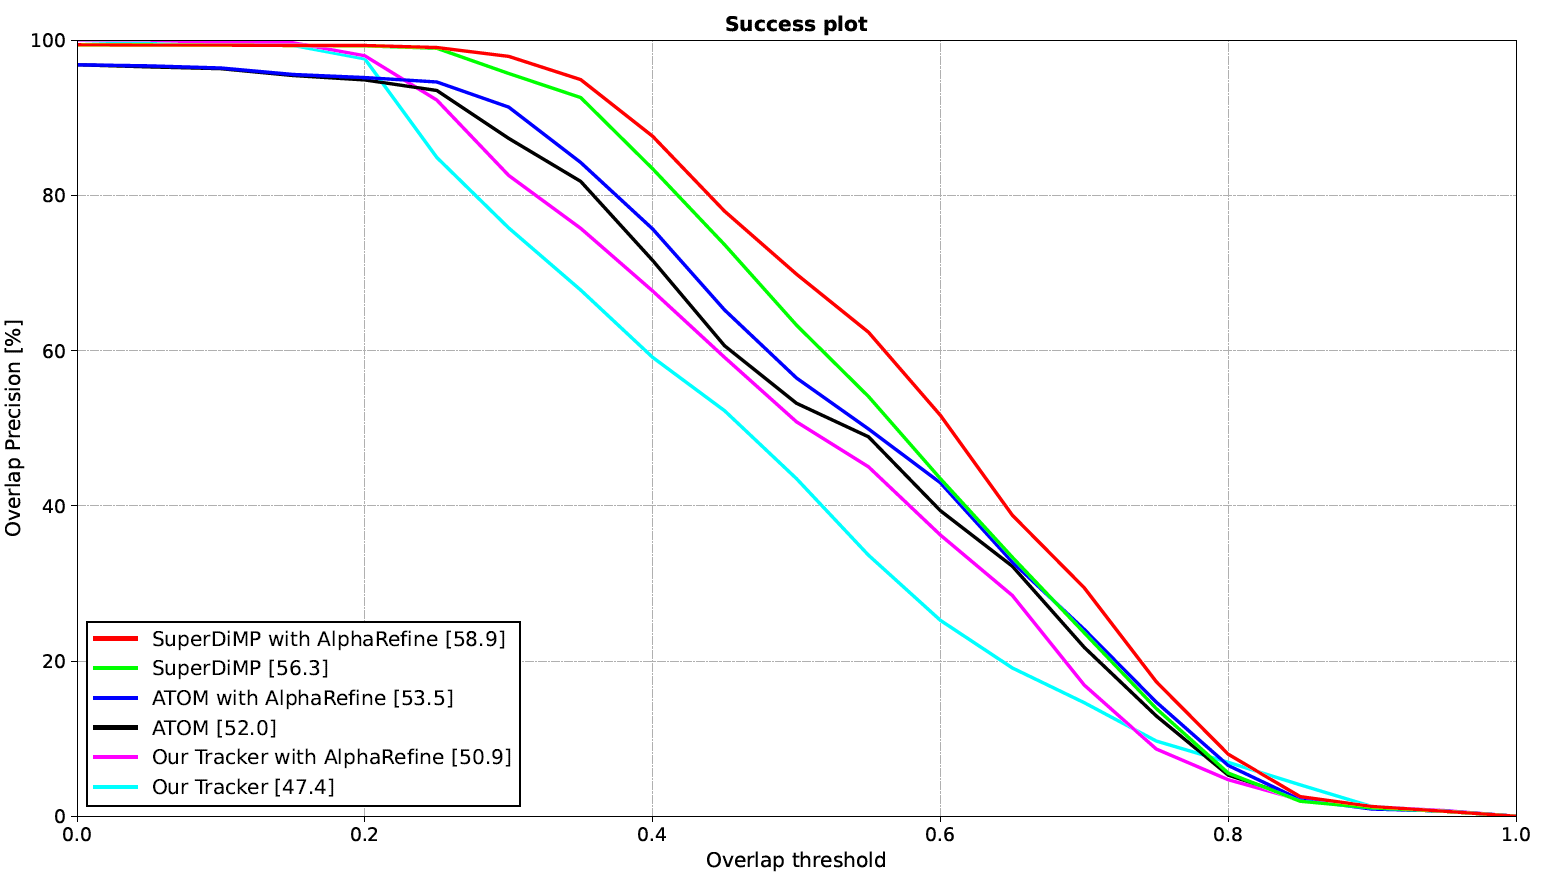 Success plot
100
80
60
40
20
0
Overlap Precision [%]
SuperDiMP with AlphaRefine [58.9]
SuperDiMP [56.3]
ATOM with AlphaRefine [53.5]
ATOM [52.0]
Our Tracker with AlphaRefine [50.9]
Our Tracker [47.4]
0.0 0.2 0.4 0.6 0.8 1.0
Overlap threshold